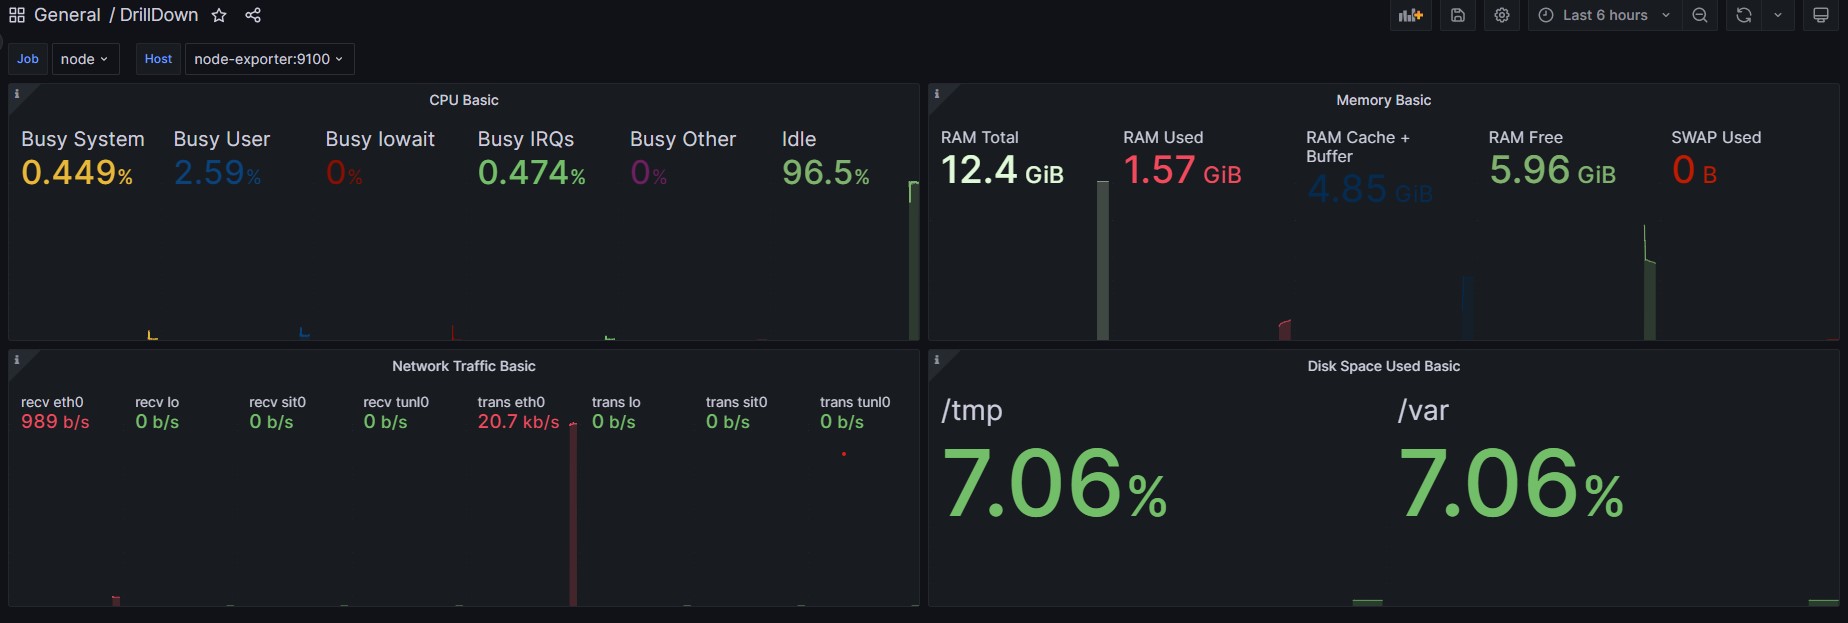 General / DrillDown
Last 6 hours
Job node Host node-exporter:9100
CPU Basic
Busy System Busy User Busy Iowait Busy IRQs Busy Other Idle
0.449% 2.59% 0% 0.474% 0% 96.5%
Memory Basic
RAM Total RAM Used RAM Cache + Buffer RAM Free SWAP Used
12.4 GiB 1.57 GiB 4.85 GiB 5.96 GiB 0 B
Network Traffic Basic
recv eth0 recv lo recv sit0 recv tunl0 trans eth0 trans lo trans sit0 trans tunl0
989 b/s 0 b/s 0 b/s 0 b/s 20.7 kb/s 0 b/s 0 b/s 0 b/s
Disk Space Used Basic
/tmp /var
7.06% 7.06%